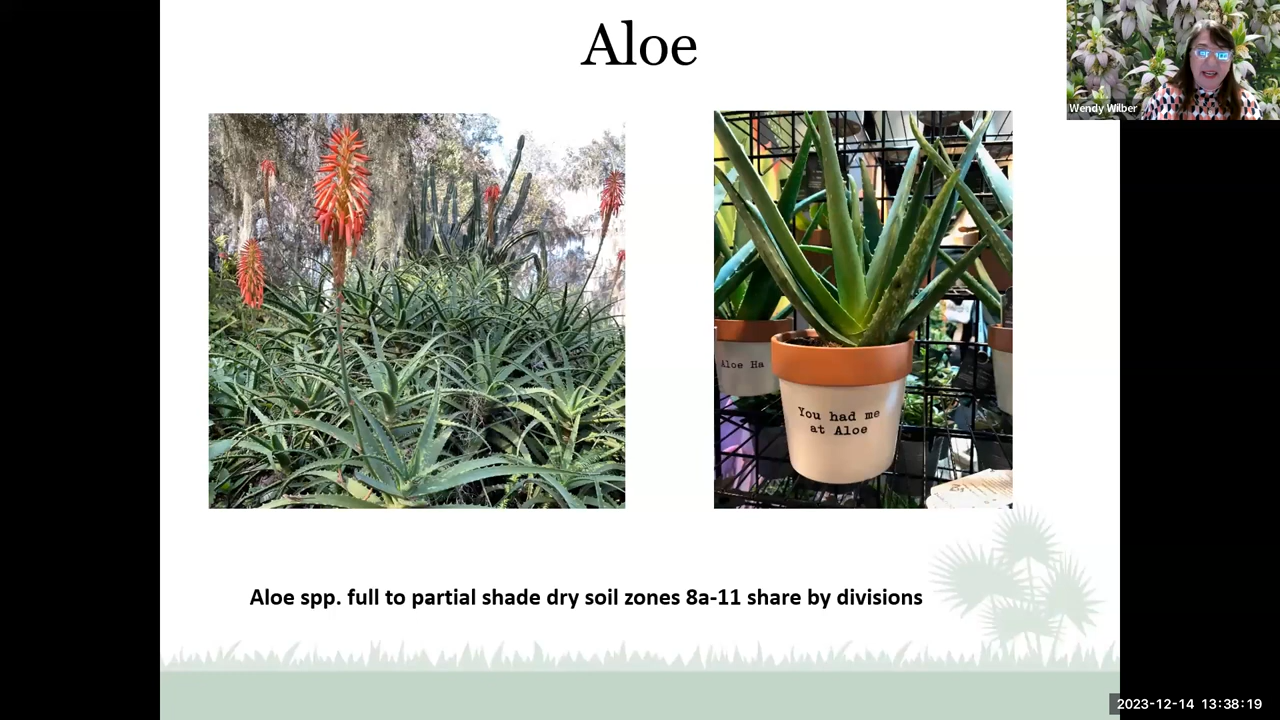 Aloe
Wendy Wilber
Aloe Ha
You had me
at Aloe
Aloe spp. full to partial shade dry soil zones 8a-11 share by divisions
2023-12-14 13:38:19